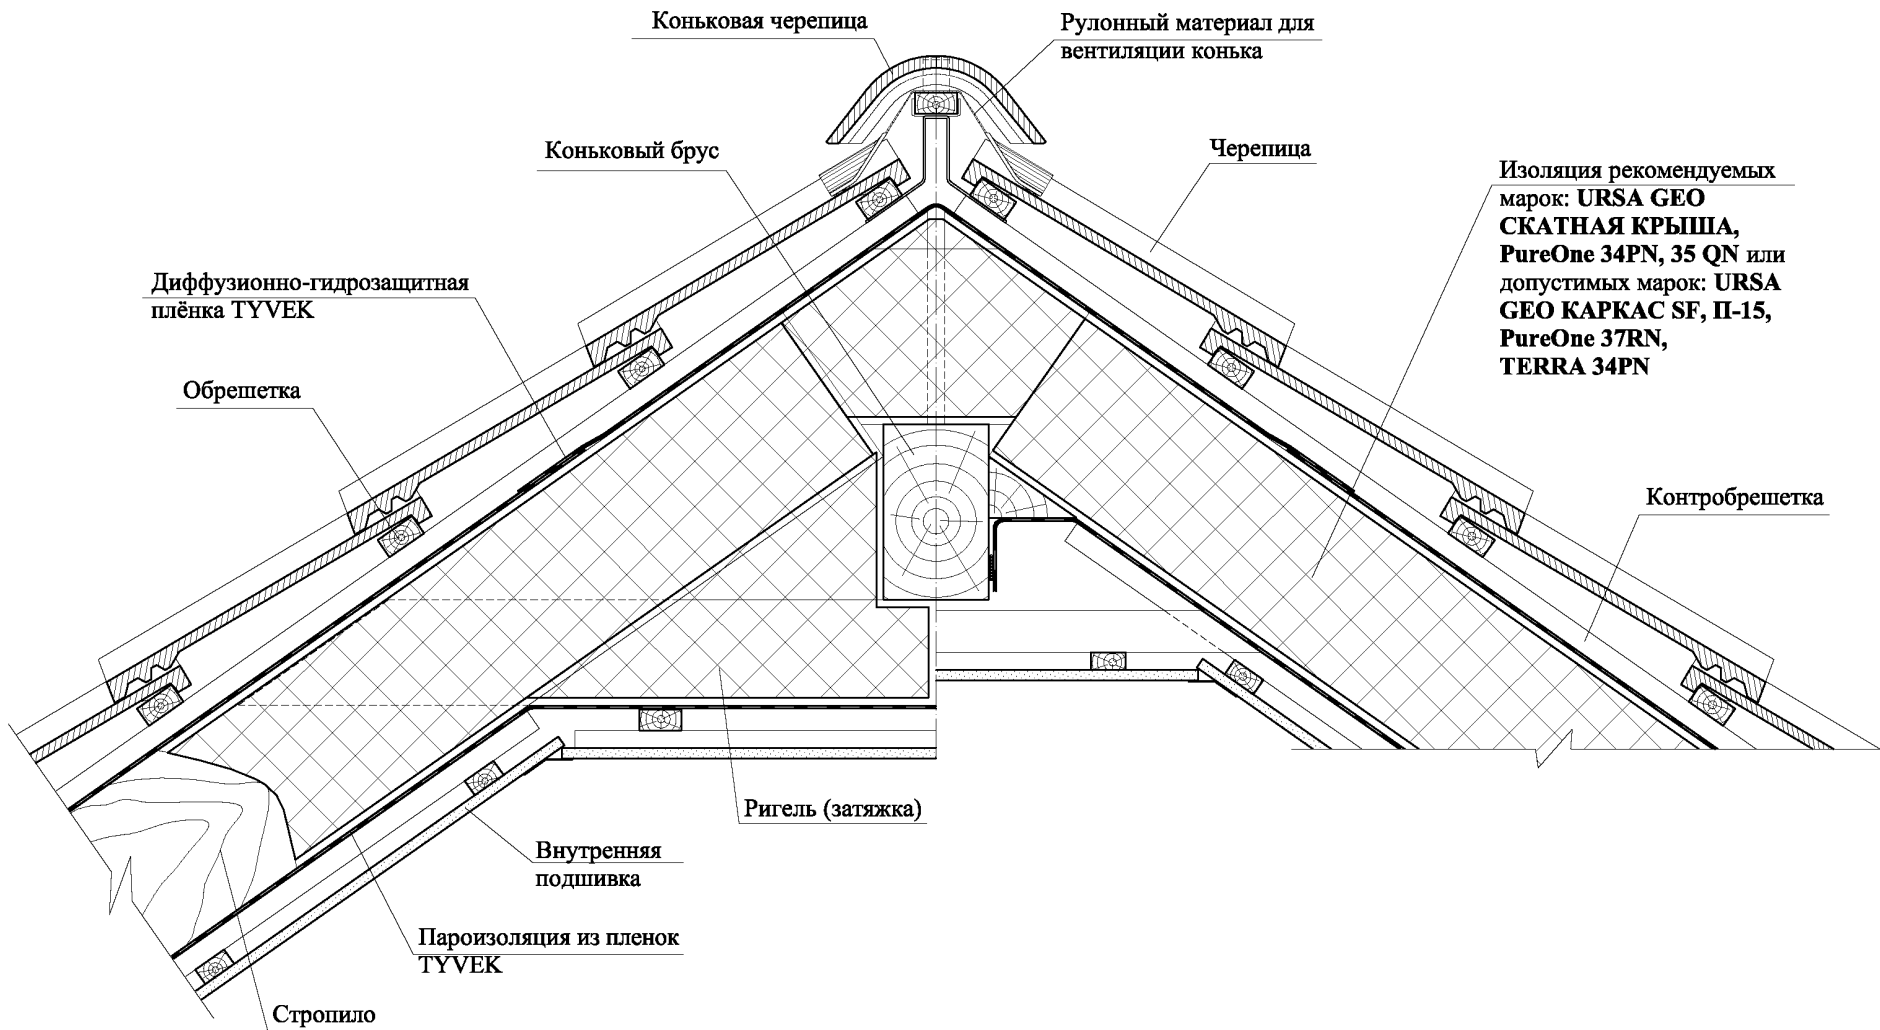 Коньковая черепица
Рулонный материал для
вентиляции конька
Коньковый брус
Черепица
Изоляция рекомендуемых
марок: URSA GEO
СКАТНАЯ КРЫША,
PureOne 34PN, 35 QN или
допустимых марок: URSA
GEO КАРКАС SF, П-15,
PureOne 37RN,
TERRA 34PN
Диффузионно-гидрозащитная
плёнка TYVEK
Обрешетка
Контробрешетка
Ригель (затяжка)
Внутренняя
подшивка
Пароизоляция из пленок
TYVEK
Стропило